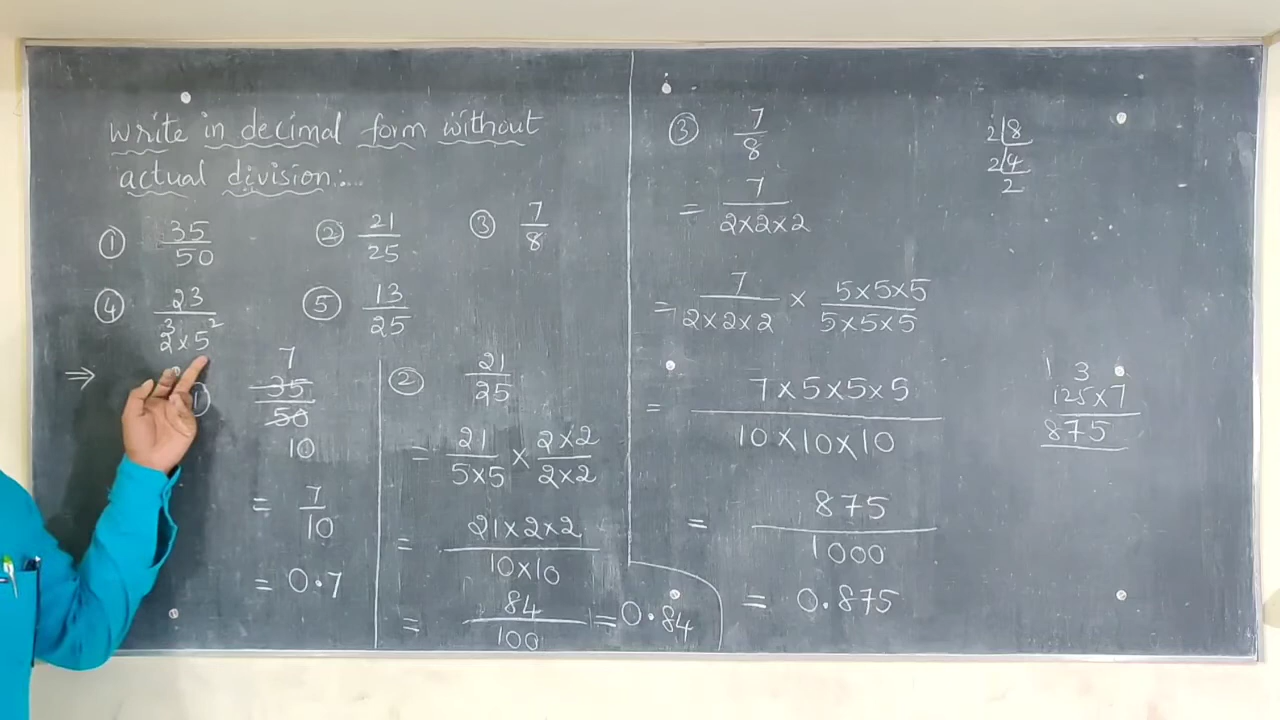 Write in decimal form without
actual division:...
① 35/50 ② 21/25 ③ 7/8
④ 23/2³×5² ⑤ 13/25
⇒ ① 35/50 7 10
= 7/10
= 0.7
② 21/25
= 21/5×5 × 2×2/2×2
= 21×2×2/10×10
= 84/100 = 0.84
③ 7/8
= 7/2×2×2
= 7/2×2×2 × 5×5×5/5×5×5
= 7×5×5×5/10×10×10
= 875/1000
= 0.875
2|8
2|4
2
1 3
125×7
875